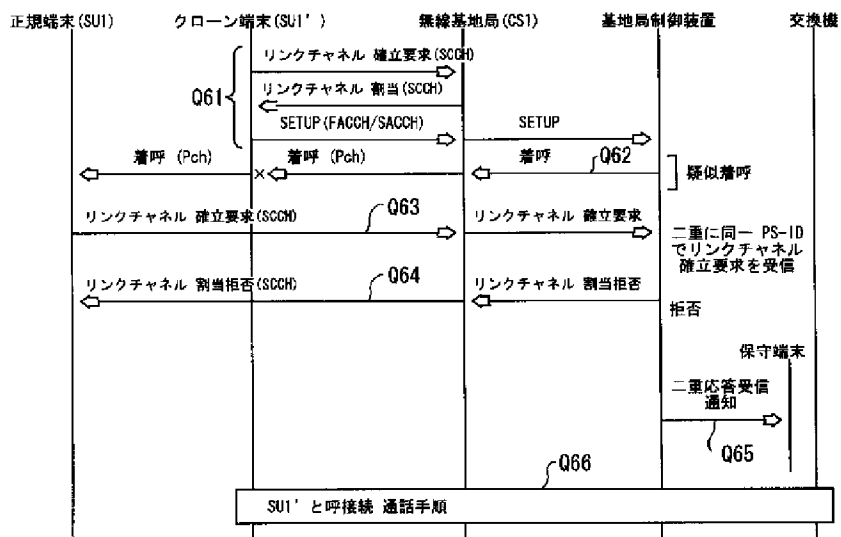 正規端末(SU1) クローン端末(SU1') 無線基地局(CS1) 基地局制御装置 交換機
リンクチャネル 確立要求(SCCH)
Q61
リンクチャネル 割当(SCCH)
SETUP(FACCH/SACCH) SETUP
着呼 (Pch) × 着呼 (Pch) 着呼 Q62
疑似着呼
Q63
リンクチャネル 確立要求(SCCH) リンクチャネル 確立要求
二重に同一 PS-ID
でリンクチャネル
確立要求を受信
Q64
リンクチャネル 割当拒否(SCCH) リンクチャネル 割当拒否
拒否
保守端末
二重応答受信
通知
Q65
Q66
SU1'と呼接続 通話手順